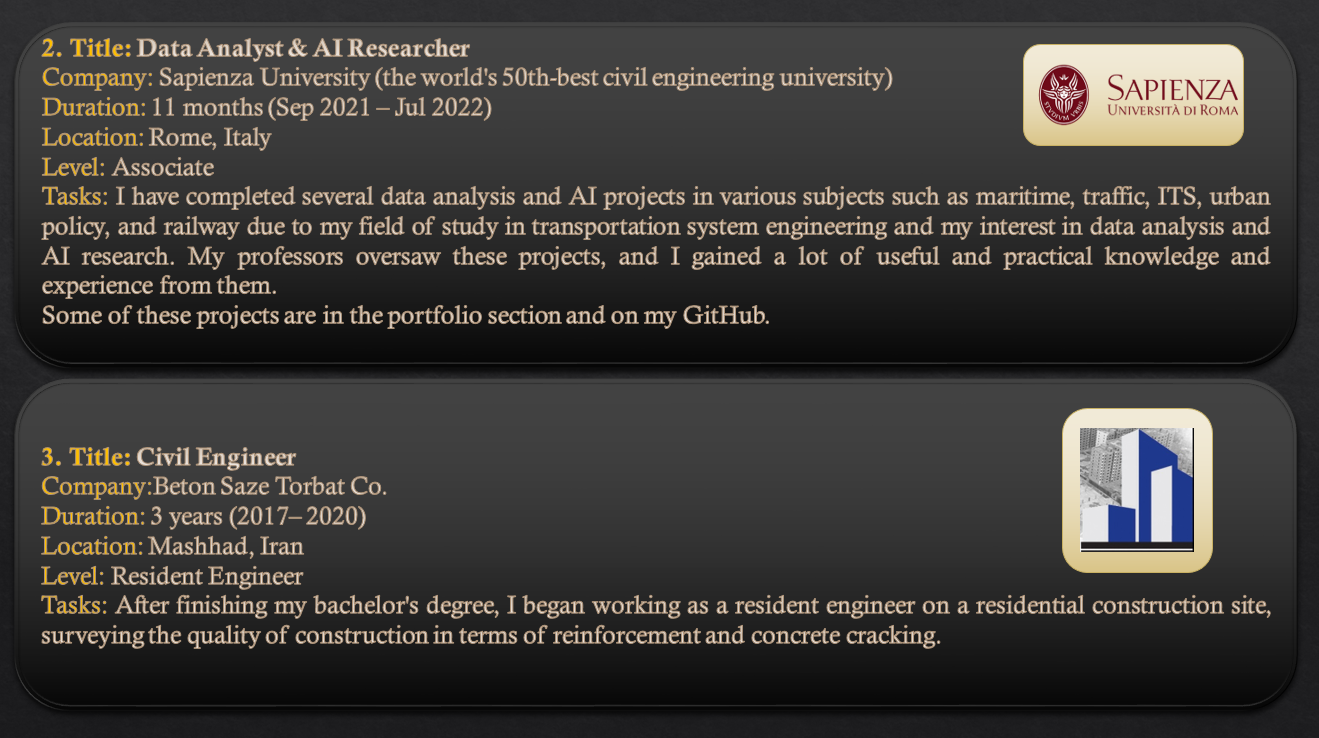 2. Title: Data Analyst & AI Researcher
Company: Sapienza University (the world's 50th-best civil engineering university)
Duration: 11 months (Sep 2021 – Jul 2022)
Location: Rome, Italy
Level: Associate
Tasks: I have completed several data analysis and AI projects in various subjects such as maritime, traffic, ITS, urban
policy, and railway due to my field of study in transportation system engineering and my interest in data analysis and
AI research. My professors oversaw these projects, and I gained a lot of useful and practical knowledge and
experience from them.
Some of these projects are in the portfolio section and on my GitHub.
STVDIVM VRBIS
SAPIENZA
UNIVERSITÀ DI ROMA
3. Title: Civil Engineer
Company:Beton Saze Torbat Co.
Duration: 3 years (2017–2020)
Location: Mashhad, Iran
Level: Resident Engineer
Tasks: After finishing my bachelor's degree, I began working as a resident engineer on a residential construction site,
surveying the quality of construction in terms of reinforcement and concrete cracking.